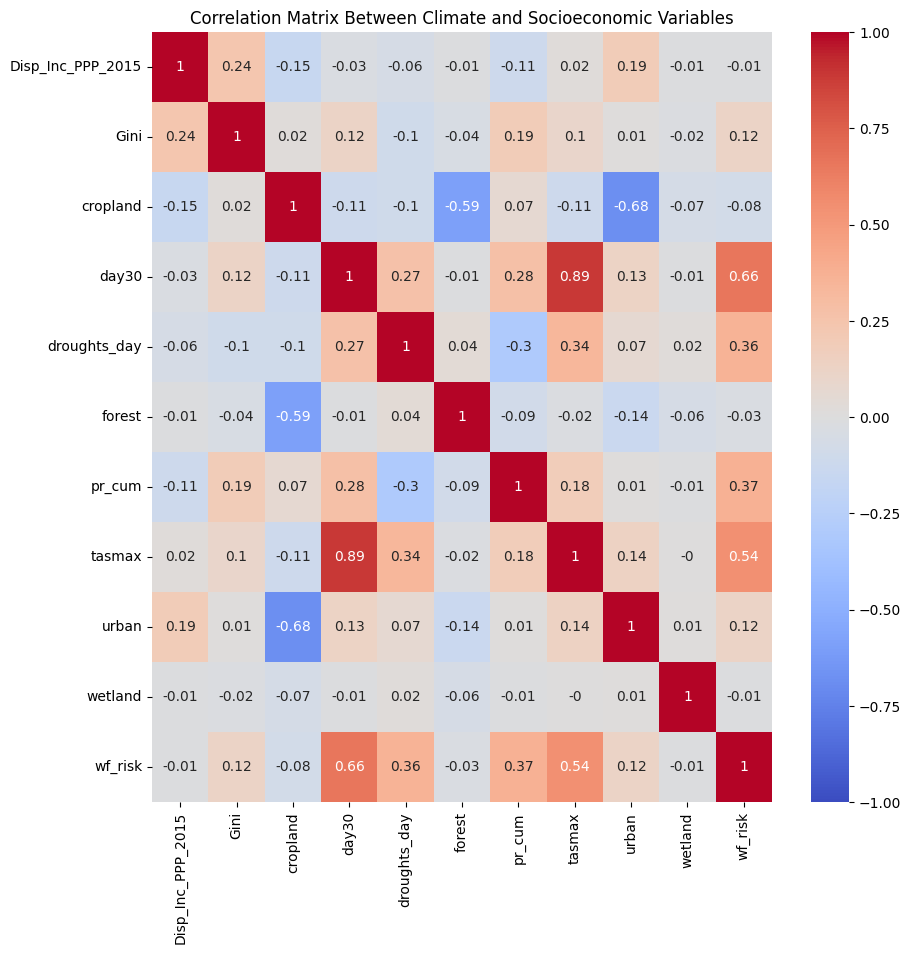 Correlation Matrix Between Climate and Socioeconomic Variables
Disp_Inc_PPP_2015 1 0.24 -0.15 -0.03 -0.06 -0.01 -0.11 0.02 0.19 -0.01 -0.01
Gini 0.24 1 0.02 0.12 -0.1 -0.04 0.19 0.1 0.01 -0.02 0.12
cropland -0.15 0.02 1 -0.11 -0.1 -0.59 0.07 -0.11 -0.68 -0.07 -0.08
day30 -0.03 0.12 -0.11 1 0.27 -0.01 0.28 0.89 0.13 -0.01 0.66
droughts_day -0.06 -0.1 -0.1 0.27 1 0.04 -0.3 0.34 0.07 0.02 0.36
forest -0.01 -0.04 -0.59 -0.01 0.04 1 -0.09 -0.02 -0.14 -0.06 -0.03
pr_cum -0.11 0.19 0.07 0.28 -0.3 -0.09 1 0.18 0.01 -0.01 0.37
tasmax 0.02 0.1 -0.11 0.89 0.34 -0.02 0.18 1 0.14 -0 0.54
urban 0.19 0.01 -0.68 0.13 0.07 -0.14 0.01 0.14 1 0.01 0.12
wetland -0.01 -0.02 -0.07 -0.01 0.02 -0.06 -0.01 -0 0.01 1 -0.01
wf_risk -0.01 0.12 -0.08 0.66 0.36 -0.03 0.37 0.54 0.12 -0.01 1
Disp_Inc_PPP_2015
Gini
cropland
day30
droughts_day
forest
pr_cum
tasmax
urban
wetland
wf_risk
1.00
0.75
0.50
0.25
0.00
−0.25
−0.50
−0.75
−1.00